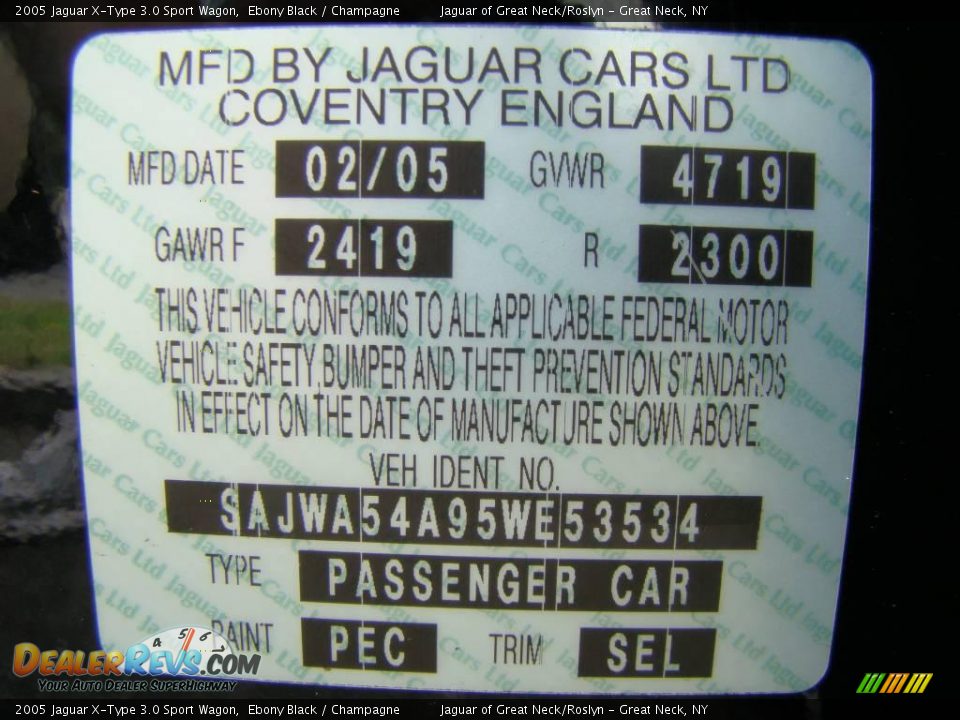 2005 Jaguar X-Type 3.0 Sport Wagon, Ebony Black / Champagne Jaguar of Great Neck/Roslyn - Great Neck, NY
MFD BY JAGUAR CARS LTD
COVENTRY ENGLAND
MFD DATE 02/05 GVWR 4719
GAWR F 2419 R 2300
THIS VEHICLE CONFORMS TO ALL APPLICABLE FEDERAL MOTOR
VEHICLE SAFETY, BUMPER AND THEFT PREVENTION STANDARDS
IN EFFECT ON THE DATE OF MANUFACTURE SHOWN ABOVE.
VEH IDENT NO.
SAJWA54A95WE53534
TYPE PASSENGER CAR
PAINT PEC TRIM SEL
DEALERREVS.COM
YOUR AUTO DEALER SUPERHIGHWAY
2005 Jaguar X-Type 3.0 Sport Wagon, Ebony Black / Champagne Jaguar of Great Neck/Roslyn - Great Neck, NY